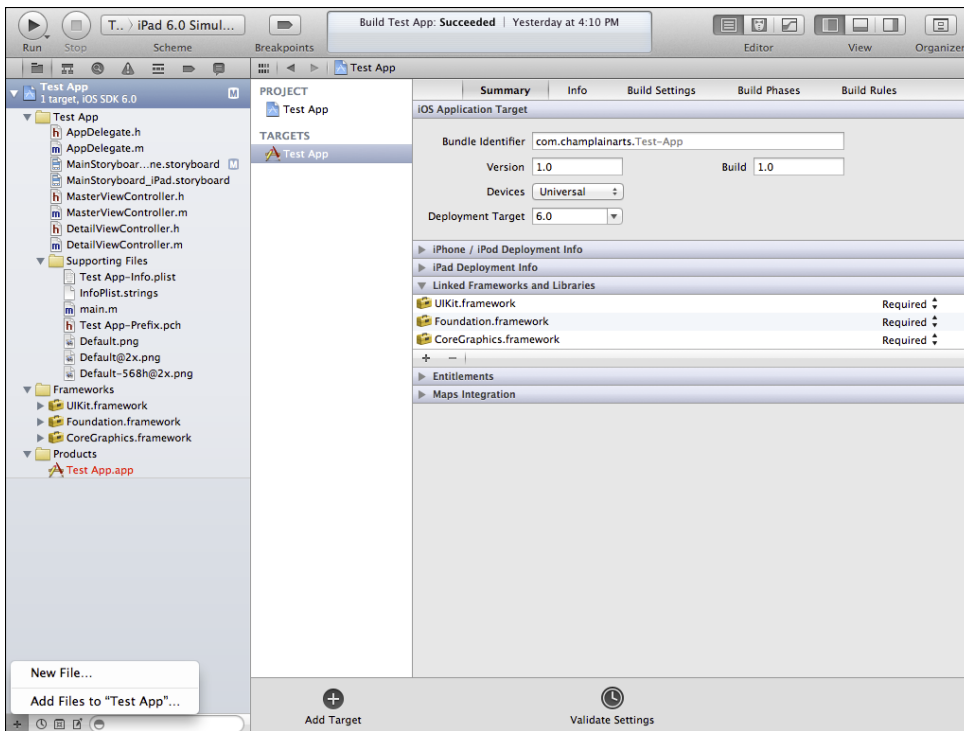 T.. 〉 iPad 6.0 Simul...
Build Test App: Succeeded | Yesterday at 4:10 PM
Run Stop Scheme Breakpoints Editor View Organizer
Test App
Test App
1 target, iOS SDK 6.0
M
Test App
h AppDelegate.h
m AppDelegate.m
MainStoryboar...ne.storyboard M
MainStoryboard_iPad.storyboard
h MasterViewController.h
m MasterViewController.m
h DetailViewController.h
m DetailViewController.m
Supporting Files
Test App-Info.plist
InfoPlist.strings
m main.m
h Test App-Prefix.pch
Default.png
Default@2x.png
Default-568h@2x.png
Frameworks
UIKit.framework
Foundation.framework
CoreGraphics.framework
Products
Test App.app
New File...
Add Files to “Test App”...
PROJECT
Test App
TARGETS
Test App
Summary Info Build Settings Build Phases Build Rules
iOS Application Target
Bundle Identifier com.champlainarts.Test-App
Version 1.0 Build 1.0
Devices Universal
Deployment Target 6.0
iPhone / iPod Deployment Info
iPad Deployment Info
Linked Frameworks and Libraries
UIKit.framework Required
Foundation.framework Required
CoreGraphics.framework Required
+ −
Entitlements
Maps Integration
Add Target Validate Settings